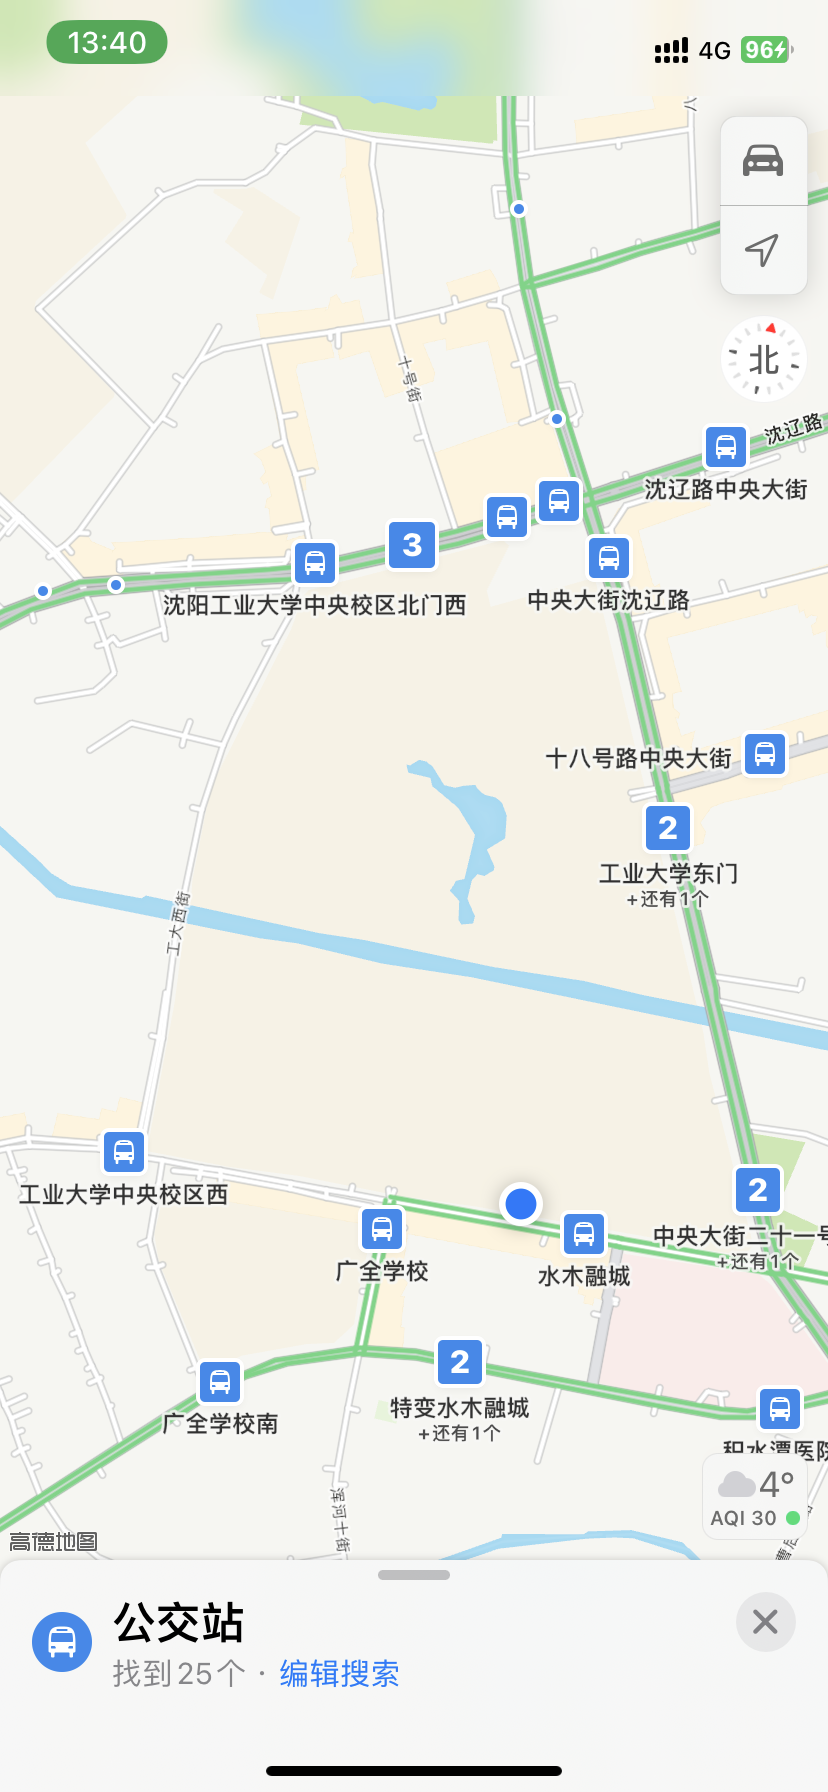 13:40
4G
96
北
十号街
沈辽路
沈辽路中央大街
3
沈阳工业大学中央校区北门西
中央大街沈辽路
十八号路中央大街
2
工业大学东门
+还有1个
工大西街
工业大学中央校区西
2
中央大街二十一号
+还有1个
广全学校
水木融城
2
特变水木融城
+还有1个
广全学校南
积水潭医院
浑河十街
4°
AQI 30
高德地图
公交站
找到25个 · 编辑搜索